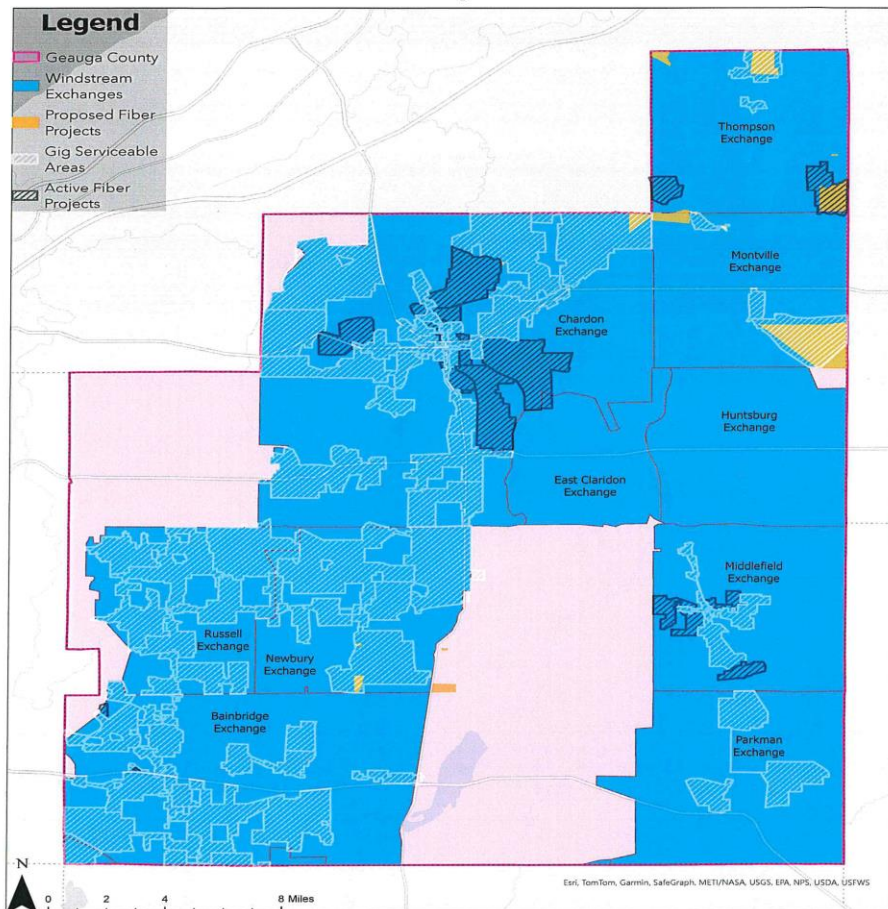 Legend
Geauga County
Windstream
Exchanges
Proposed Fiber
Projects
Gig Serviceable
Areas
Active Fiber
Projects
Thompson
Exchange
Montville
Exchange
Chardon
Exchange
Huntsburg
Exchange
East Claridon
Exchange
Middlefield
Exchange
Russell
Exchange
Newbury
Exchange
Bainbridge
Exchange
Parkman
Exchange
Esri, TomTom, Garmin, SafeGraph, METI/NASA, USGS, EPA, NPS, USDA, USFWS
N
0 2 4 8 Miles